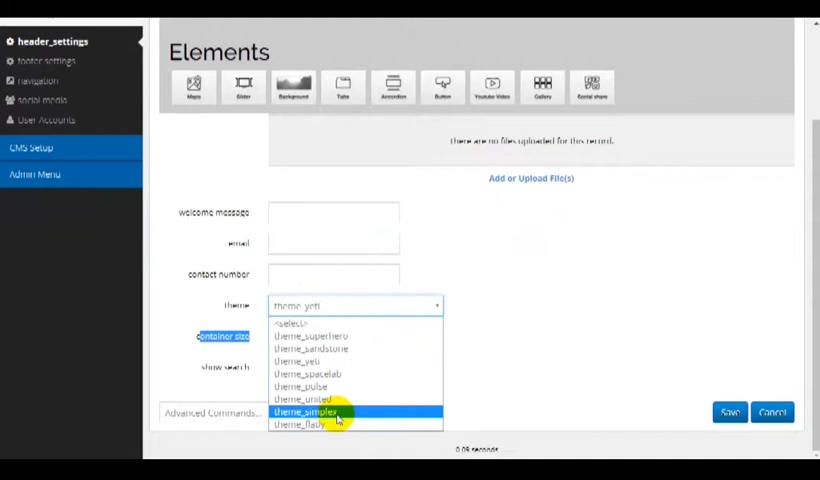 header_settings
footer settings
navigation
social media
User Accounts
CMS Setup
Admin Menu
Elements
Maps
Slider
Background
Tabs
Accordion
Button
Youtube Video
Gallery
Social share
There are no files uploaded for this record.
Add or Upload File(s)
welcome message
email
contact number
theme
theme_yeti
<select>
theme_superhero
theme_sandstone
theme_yeti
theme_spacelab
theme_pulse
theme_united
theme_simplex
theme_flatly
container size
show search
Advanced Commands...
Save
Cancel
0.09 seconds